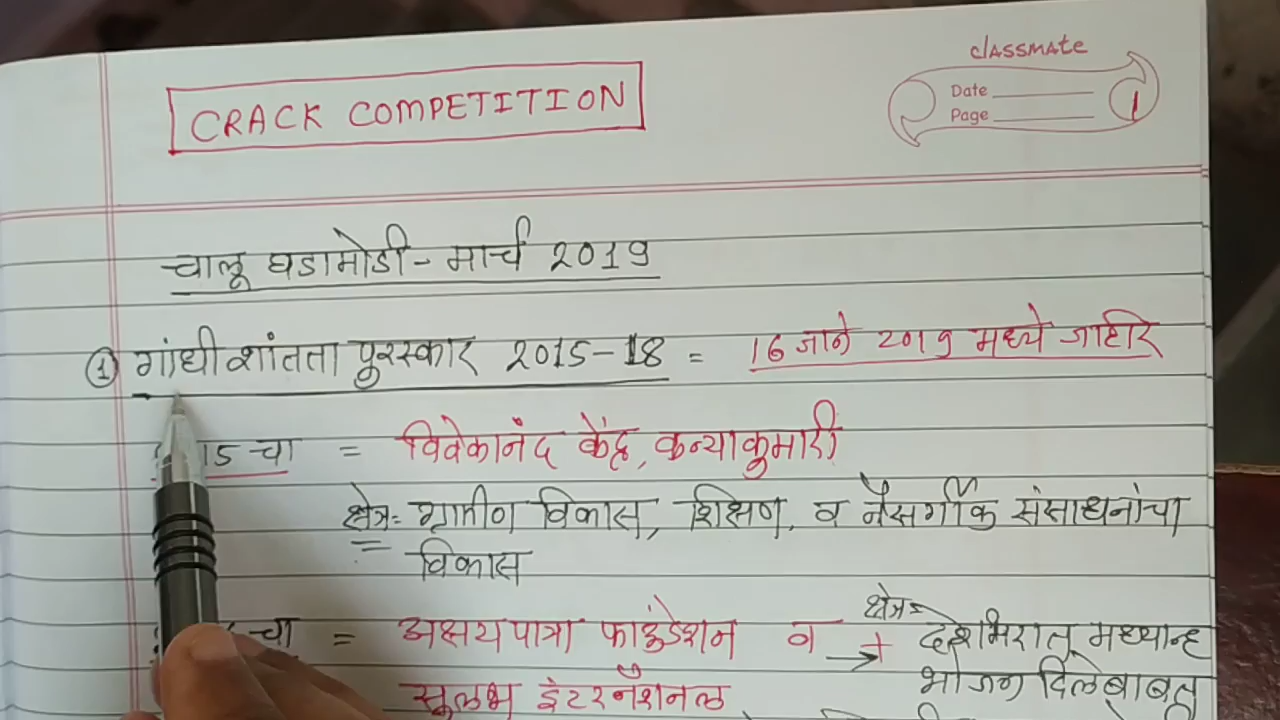 classmate
Date
Page 1
CRACK COMPETITION
चालू घडामोडी - मार्च 2019
① गांधी शांतता पुरस्कार 2015-18 = 16 जाने 2019 मध्ये जाहीर
15 चा = विवेकानंद केंद्र, कन्याकुमारी
क्षेत्र:- ग्रामीण विकास, शिक्षण, व नैसर्गीक संसाधनांचा
विकास
चा = अक्षयपात्रा फाऊंडेशन व → + क्षेत्र= देशभरात मध्यान्ह
सुलभ इंटरनॅशनल भोजन दिलेबाबत